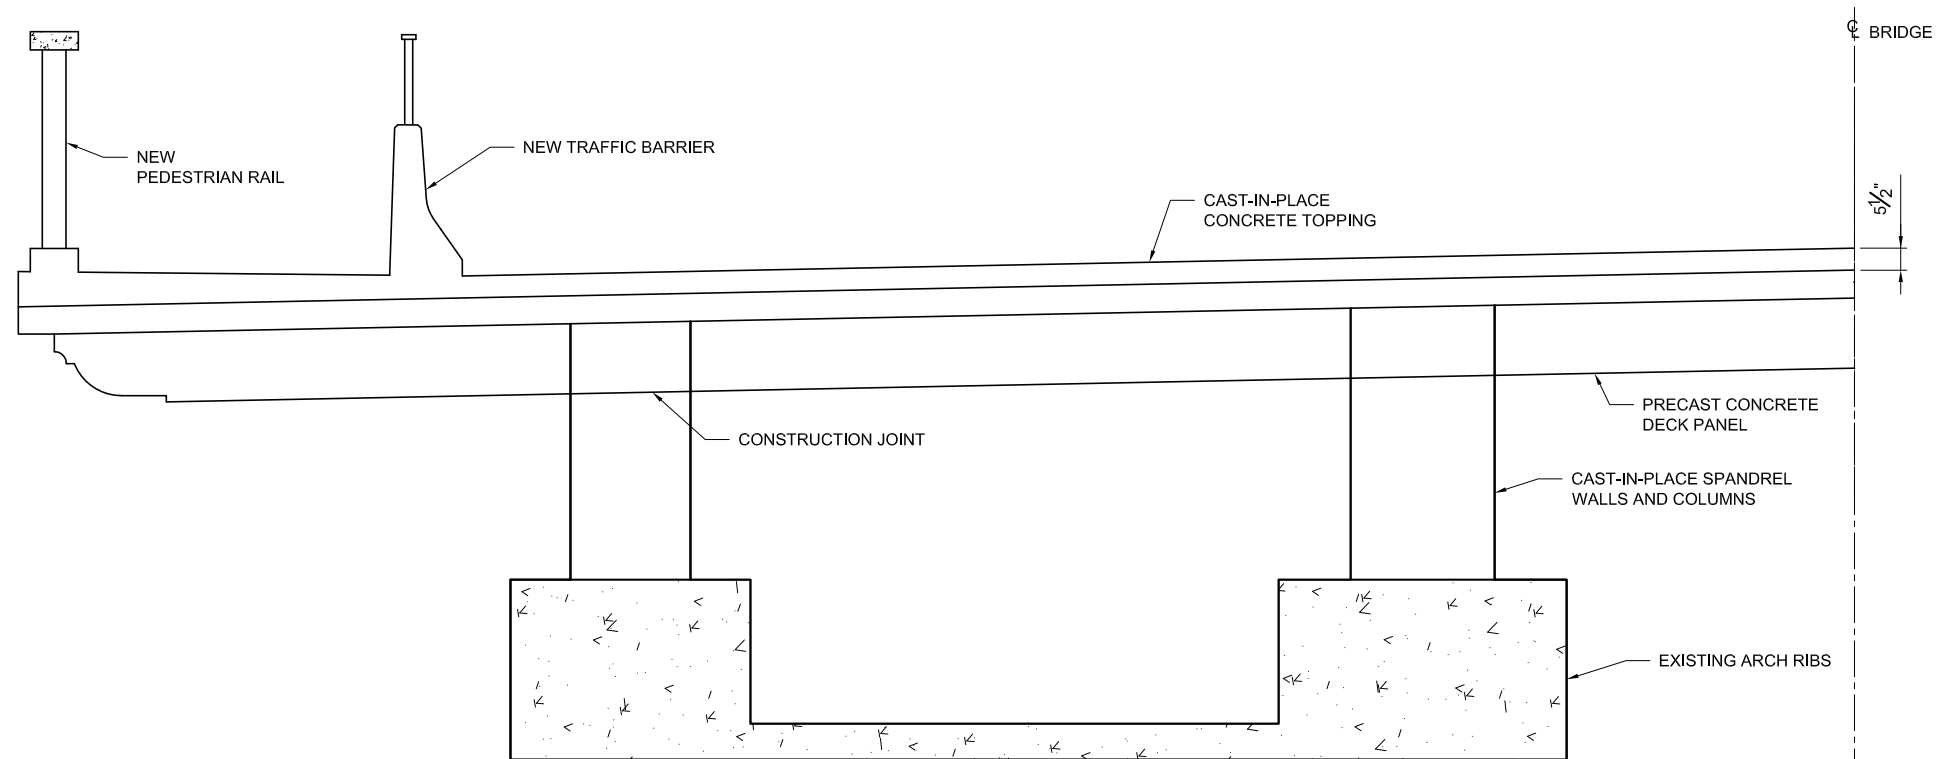 ℄ BRIDGE
NEW TRAFFIC BARRIER
NEW
PEDESTRIAN RAIL
CAST-IN-PLACE
CONCRETE TOPPING
5½"
PRECAST CONCRETE
DECK PANEL
CONSTRUCTION JOINT
CAST-IN-PLACE SPANDREL
WALLS AND COLUMNS
EXISTING ARCH RIBS